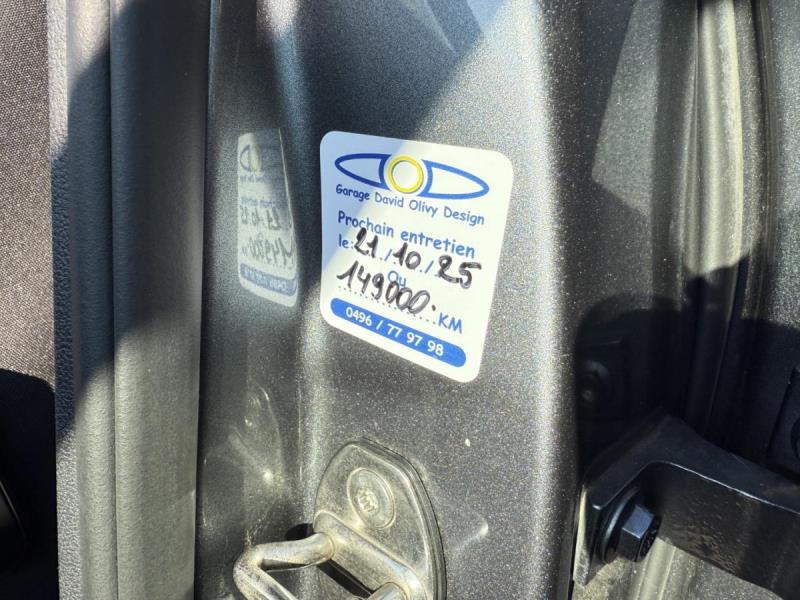 Garage David Olivy Design
Prochain entretien
le: 21/10/25
Ou
149000 KM
0496 / 77 97 98